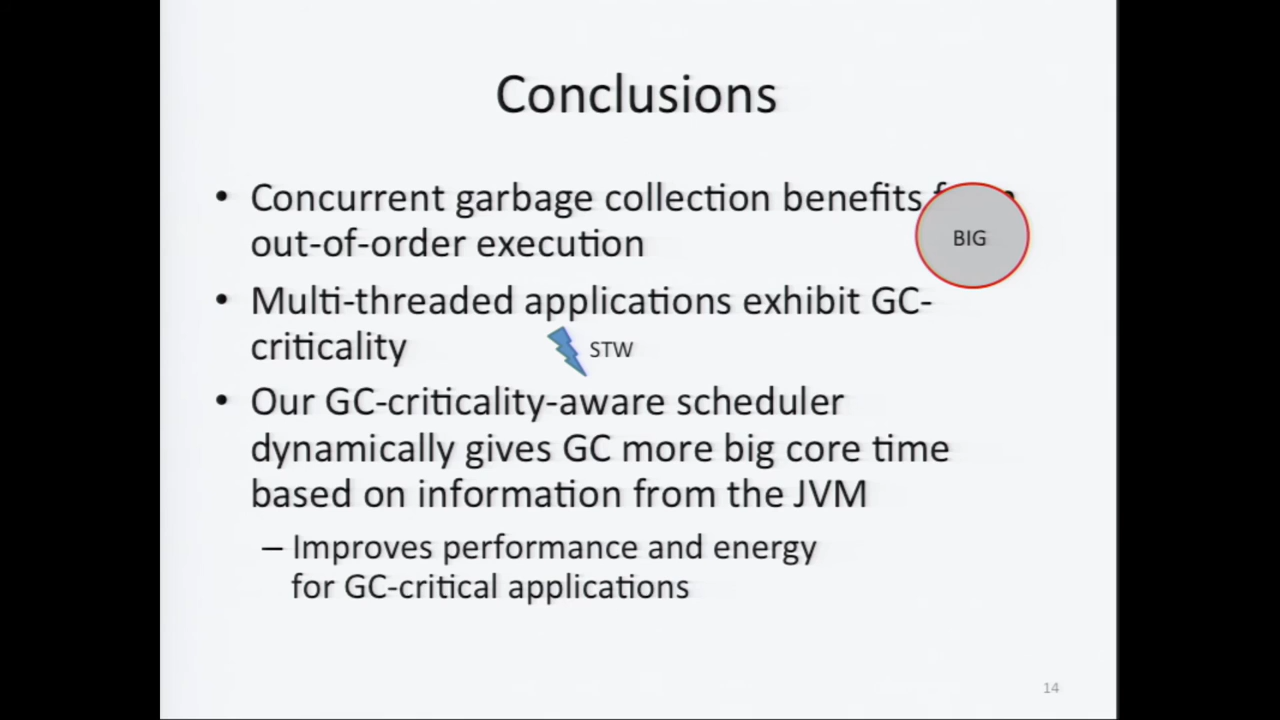 Conclusions
• Concurrent garbage collection benefits
out-of-order execution
BIG
• Multi-threaded applications exhibit GC-
criticality
STW
• Our GC-criticality-aware scheduler
dynamically gives GC more big core time
based on information from the JVM
– Improves performance and energy
for GC-critical applications
14